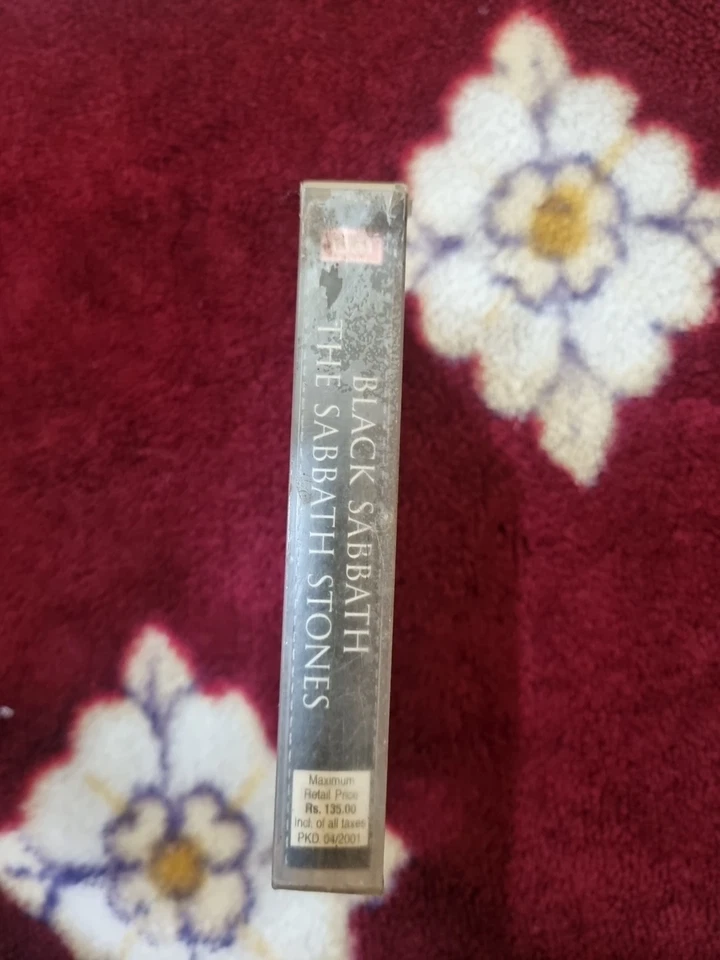 BLACK SABBATH
THE SABBATH STONES
Maximum
Retail Price
Rs. 135.00
Incl. of all taxes
PKD. 04/2001